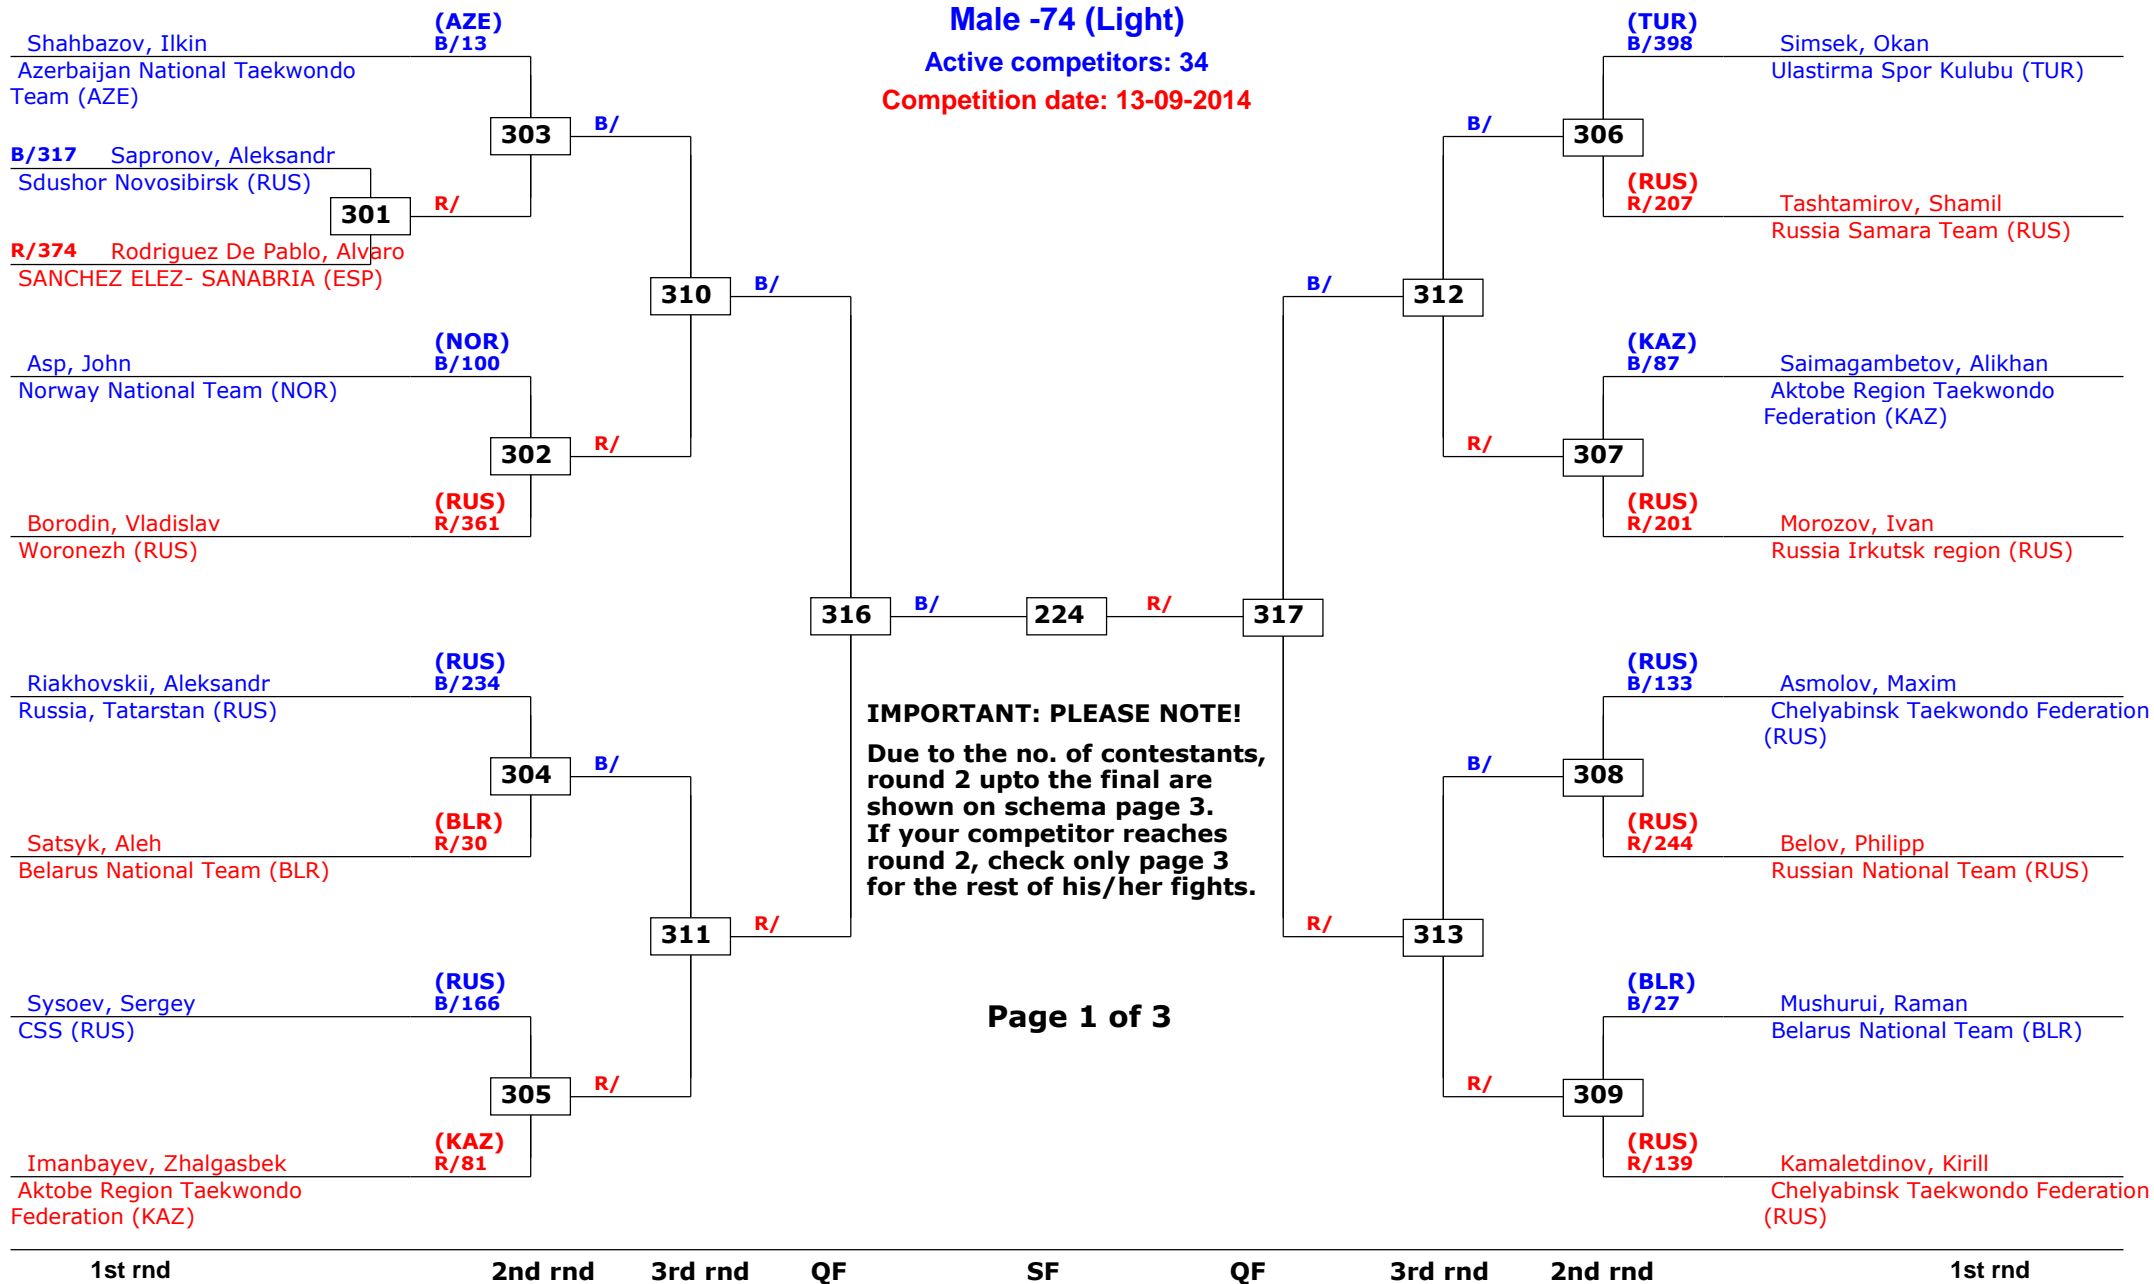 Male -74 (Light)
Active competitors: 34
Competition date: 13-09-2014
(AZE)
Shahbazov, Ilkin B/13
Azerbaijan National Taekwondo
Team (AZE)
303 B/
B/317 Sapronov, Aleksandr
Sdushor Novosibirsk (RUS)
301 R/
R/374 Rodriguez De Pablo, Alvaro
SANCHEZ ELEZ- SANABRIA (ESP)
310 B/
(NOR)
Asp, John B/100
Norway National Team (NOR)
302 R/
(RUS)
Borodin, Vladislav R/361
Woronezh (RUS)
316 B/ 224 R/ 317
(RUS)
Riakhovskii, Aleksandr B/234
Russia, Tatarstan (RUS)
304 B/
(BLR)
Satsyk, Aleh R/30
Belarus National Team (BLR)
311 R/
(RUS)
Sysoev, Sergey B/166
CSS (RUS)
305 R/
(KAZ)
Imanbayev, Zhalgasbek R/81
Aktobe Region Taekwondo
Federation (KAZ)
IMPORTANT: PLEASE NOTE!
Due to the no. of contestants,
round 2 upto the final are
shown on schema page 3.
If your competitor reaches
round 2, check only page 3
for the rest of his/her fights.
Page 1 of 3
(TUR)
B/398 Simsek, Okan
Ulastirma Spor Kulubu (TUR)
B/ 306
(RUS)
R/207 Tashtamirov, Shamil
Russia Samara Team (RUS)
B/ 312
(KAZ)
B/87 Saimagambetov, Alikhan
Aktobe Region Taekwondo
Federation (KAZ)
R/ 307
(RUS)
R/201 Morozov, Ivan
Russia Irkutsk region (RUS)
(RUS)
B/133 Asmolov, Maxim
Chelyabinsk Taekwondo Federation
(RUS)
B/ 308
(RUS)
R/244 Belov, Philipp
Russian National Team (RUS)
R/ 313
(BLR)
B/27 Mushurui, Raman
Belarus National Team (BLR)
R/ 309
(RUS)
R/139 Kamaletdinov, Kirill
Chelyabinsk Taekwondo Federation
(RUS)
1st rnd 2nd rnd 3rd rnd QF SF QF 3rd rnd 2nd rnd 1st rnd